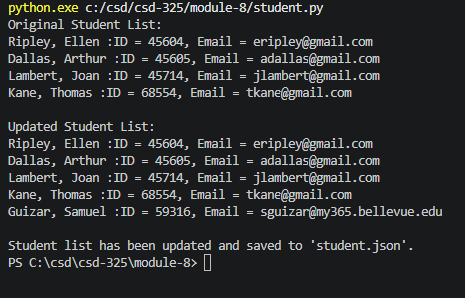 python.exe c:/csd/csd-325/module-8/student.py
Original Student List:
Ripley, Ellen :ID = 45604, Email = eripley@gmail.com
Dallas, Arthur :ID = 45605, Email = adallas@gmail.com
Lambert, Joan :ID = 45714, Email = jlambert@gmail.com
Kane, Thomas :ID = 68554, Email = tkane@gmail.com

Updated Student List:
Ripley, Ellen :ID = 45604, Email = eripley@gmail.com
Dallas, Arthur :ID = 45605, Email = adallas@gmail.com
Lambert, Joan :ID = 45714, Email = jlambert@gmail.com
Kane, Thomas :ID = 68554, Email = tkane@gmail.com
Guizar, Samuel :ID = 59316, Email = sguizar@my365.bellevue.edu

Student list has been updated and saved to 'student.json'.
PS C:\csd\csd-325\module-8>